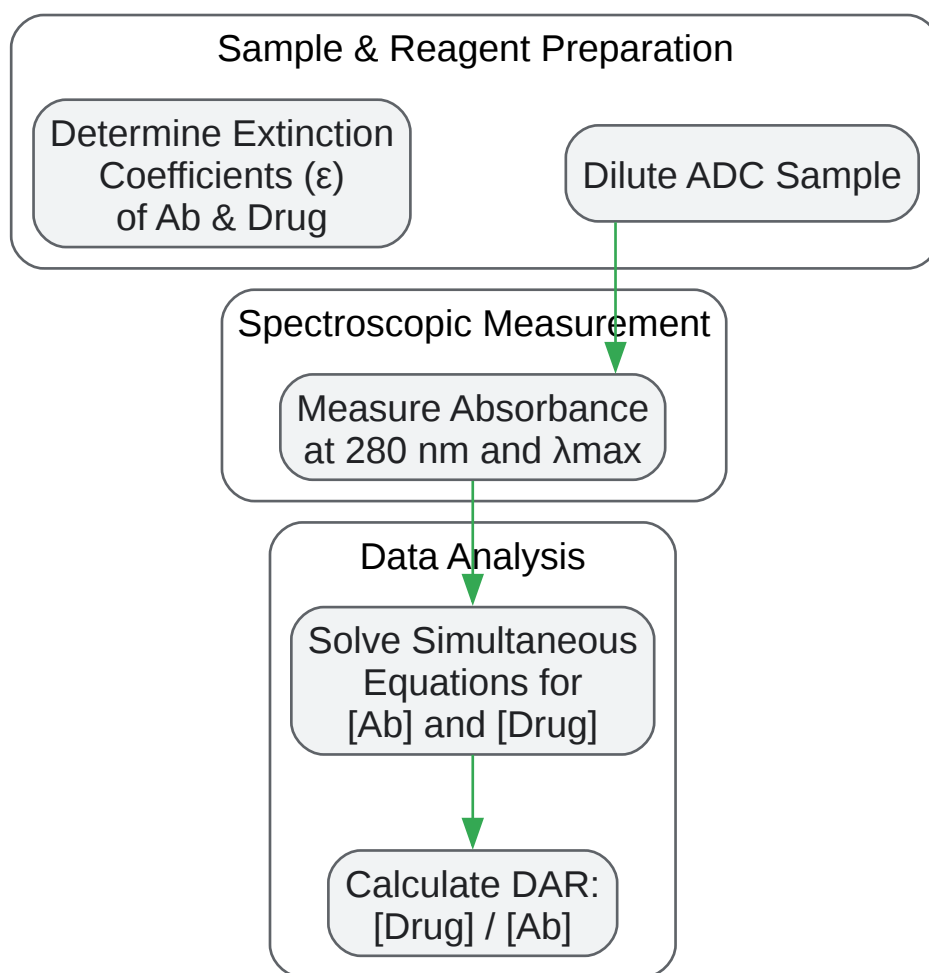 Sample & Reagent Preparation
Determine Extinction
Coefficients (ε)
of Ab & Drug
Dilute ADC Sample
Spectroscopic Measurement
Measure Absorbance
at 280 nm and λmax
Data Analysis
Solve Simultaneous
Equations for
[Ab] and [Drug]
Calculate DAR:
[Drug] / [Ab]